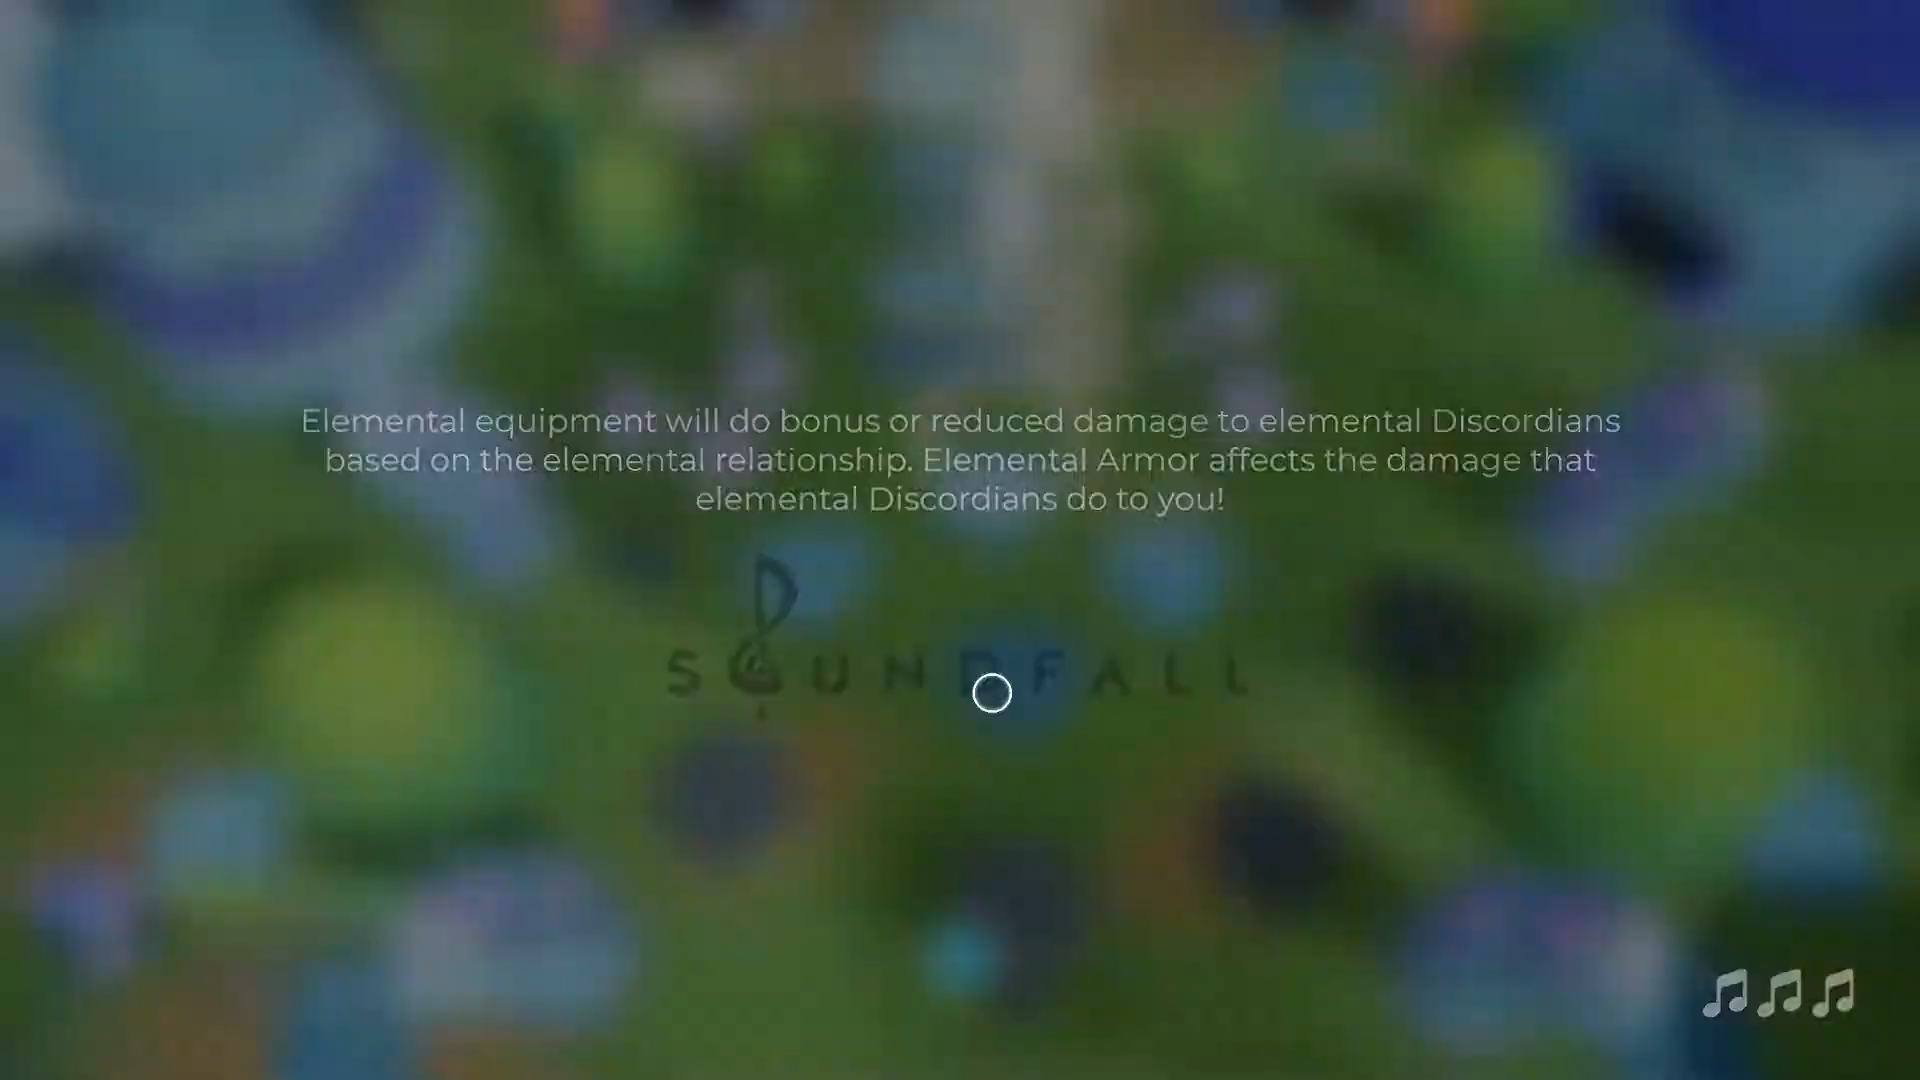 Elemental equipment will do bonus or reduced damage to elemental Discordians
based on the elemental relationship. Elemental Armor affects the damage that
elemental Discordians do to you!
SOUNDFALL